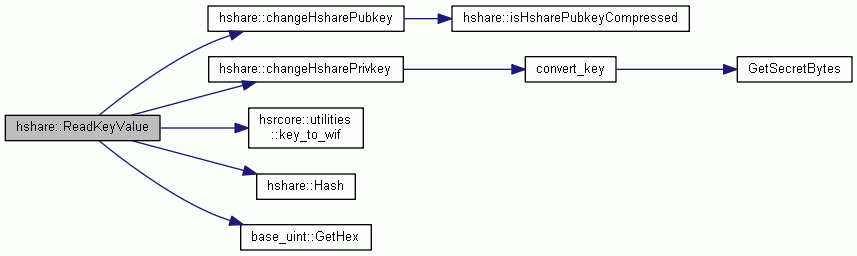 hshare::changeHsharePubkey
hshare::isHsharePubkeyCompressed
hshare::changeHsharePrivkey
convert_key
GetSecretBytes
hshare::ReadKeyValue
hsrcore::utilities
::key_to_wif
hshare::Hash
base_uint::GetHex